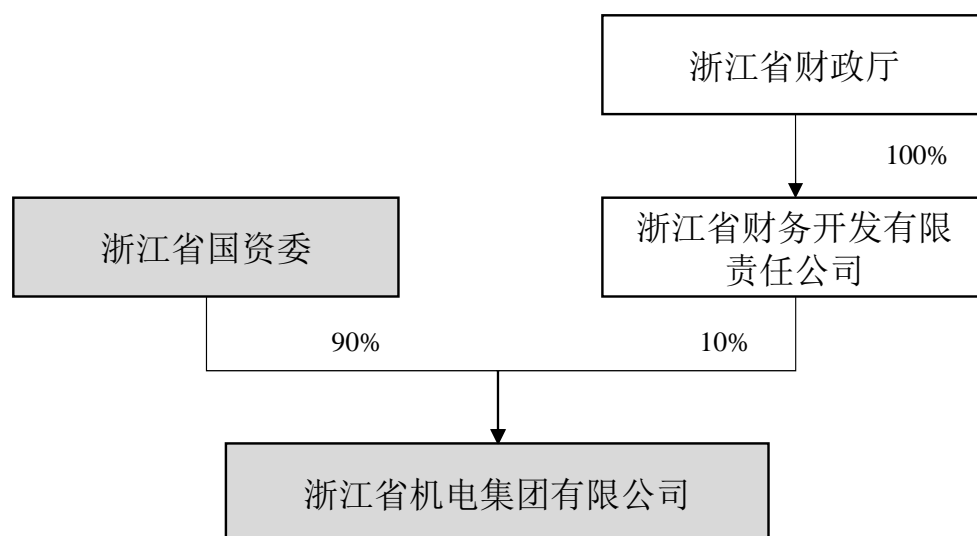 浙江省财政厅
100%
浙江省国资委
浙江省财务开发有限
责任公司
90%
10%
浙江省机电集团有限公司